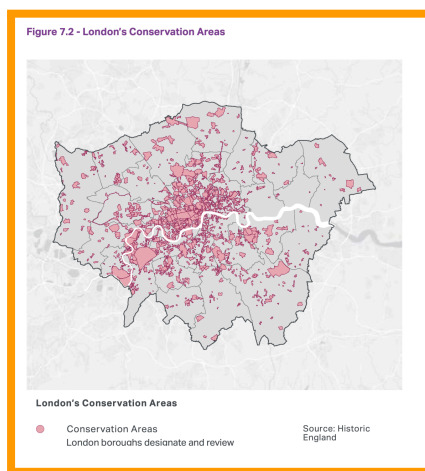 Figure 7.2 - London's Conservation Areas
London's Conservation Areas
Conservation Areas
London boroughs designate and review
Source: Historic
England